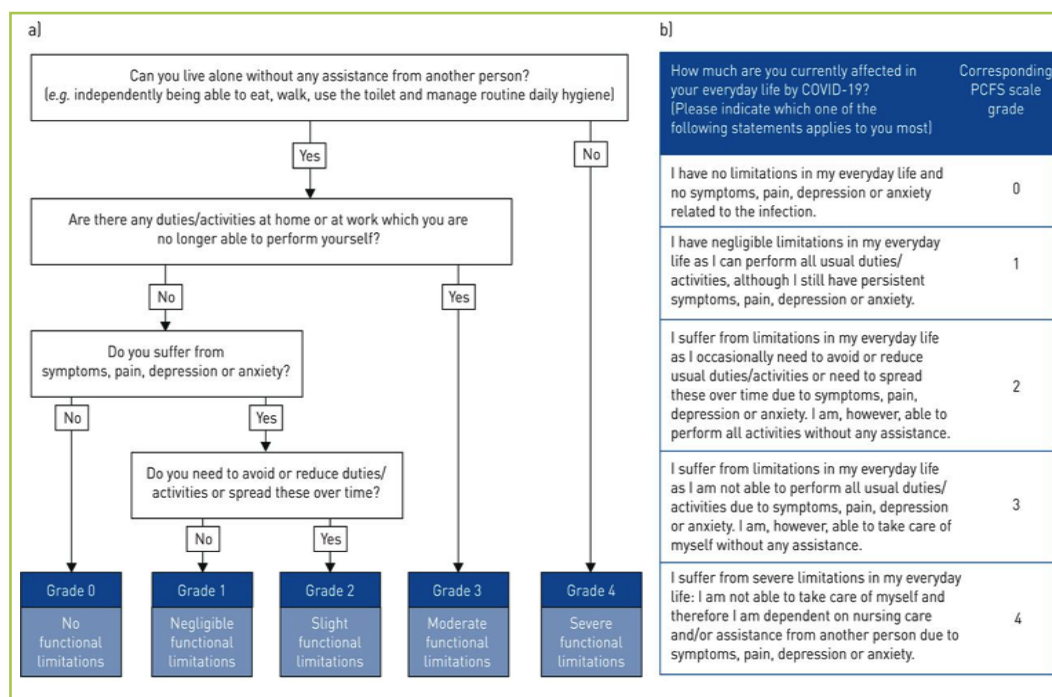 a)
Can you live alone without any assistance from another person?
(e.g. independently being able to eat, walk, use the toilet and manage routine daily hygiene)
Yes
No
Are there any duties/activities at home or at work which you are
no longer able to perform yourself?
No
Yes
Do you suffer from
symptoms, pain, depression or anxiety?
No
Yes
Do you need to avoid or reduce duties/
activities or spread these over time?
No
Yes
Grade 0
No
functional
limitations
Grade 1
Negligible
functional
limitations
Grade 2
Slight
functional
limitations
Grade 3
Moderate
functional
limitations
Grade 4
Severe
functional
limitations
b)
How much are you currently affected in
your everyday life by COVID-19?
(Please indicate which one of the
following statements applies to you most)
Corresponding
PCFS scale
grade
I have no limitations in my everyday life and
no symptoms, pain, depression or anxiety
related to the infection.
0
I have negligible limitations in my everyday
life as I can perform all usual duties/
activities, although I still have persistent
symptoms, pain, depression or anxiety.
1
I suffer from limitations in my everyday life
as I occasionally need to avoid or reduce
usual duties/activities or need to spread
these over time due to symptoms, pain,
depression or anxiety. I am, however, able to
perform all activities without any assistance.
2
I suffer from limitations in my everyday life
as I am not able to perform all usual duties/
activities due to symptoms, pain, depression
or anxiety. I am, however, able to take care of
myself without any assistance.
3
I suffer from severe limitations in my everyday
life: I am not able to take care of myself and
therefore I am dependent on nursing care
and/or assistance from another person due to
symptoms, pain, depression or anxiety.
4